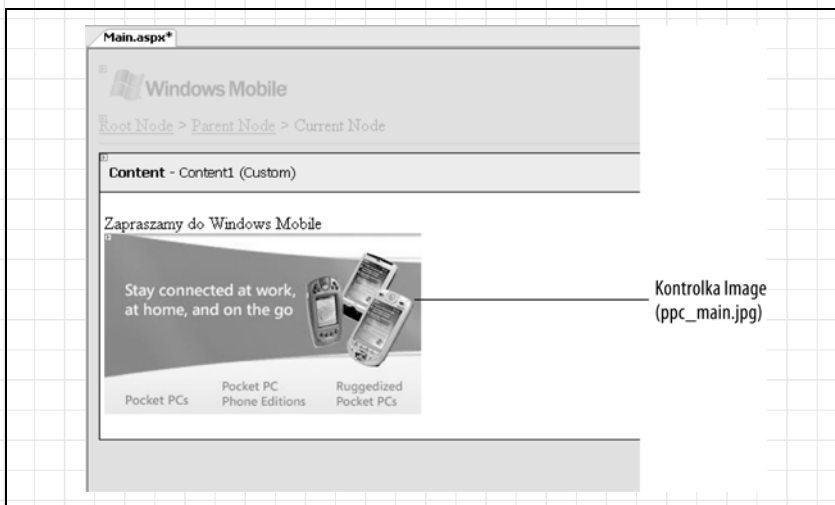 Main.aspx*
Windows Mobile
Root Node > Parent Node > Current Node
Content - Content1 (Custom)
Zapraszamy do Windows Mobile
Stay connected at work,
at home, and on the go
Pocket PCs
Pocket PC
Phone Editions
Ruggedized
Pocket PCs
Kontrolka Image
(ppc_main.jpg)